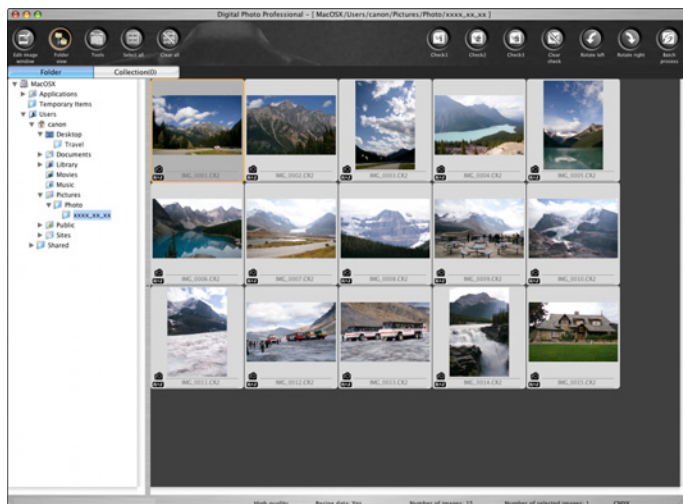 Digital Photo Professional - [ MacOSX/Users/canon/Pictures/Photo/xxxx_xx_xx ]
Edit image window
Folder view
Tools
Select all
Clear all
Check1
Check2
Check3
Clear check
Rotate left
Rotate right
Batch process
Folder
Collection(0)
MacOSX
Applications
Temporary Items
Users
canon
Desktop
Travel
Documents
Library
Movies
Music
Pictures
Photo
xxxx_xx_xx
Public
Sites
Shared
IMG_0001.CR2
IMG_0002.CR2
IMG_0003.CR2
IMG_0004.CR2
IMG_0005.CR2
IMG_0006.CR2
IMG_0007.CR2
IMG_0008.CR2
IMG_0009.CR2
IMG_0010.CR2
IMG_0011.CR2
IMG_0012.CR2
IMG_0013.CR2
IMG_0014.CR2
IMG_0015.CR2
High quality
Resize data: Yes
Number of images: 15
Number of selected images: 1
CMYK